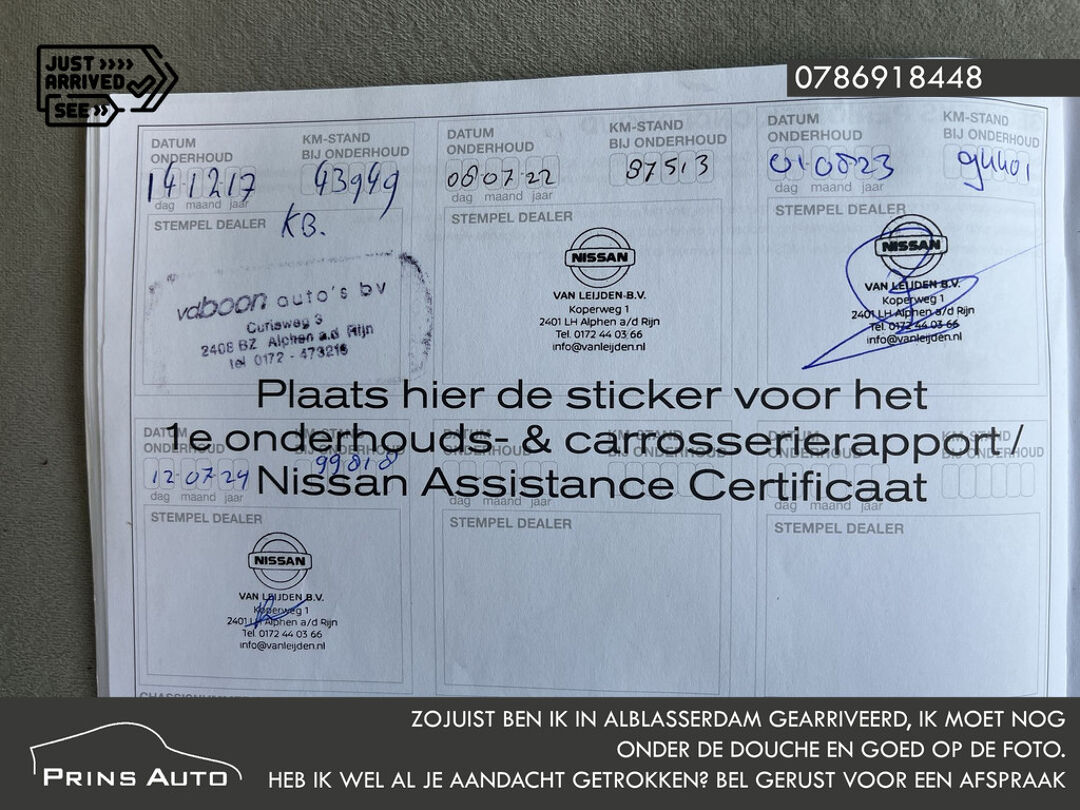 JUST
ARRIVED
SEE
0786918448
DATUM
ONDERHOUD
KM-STAND
BIJ ONDERHOUD
14-12-17
43949
dag maand jaar
STEMPEL DEALER
KB.
vdboon auto's bv
Curieweg 3
2408 BZ Alphen a.d. Rijn
tel 0172 - 473216
DATUM
ONDERHOUD
KM-STAND
BIJ ONDERHOUD
08-07-22
87513
dag maand jaar
STEMPEL DEALER
NISSAN
VAN LEIJDEN B.V.
Koperweg 1
2401 LH Alphen a/d Rijn
Tel. 0172 44 03 66
info@vanleijden.nl
DATUM
ONDERHOUD
KM-STAND
BIJ ONDERHOUD
01-08-23
94401
dag maand jaar
STEMPEL DEALER
NISSAN
VAN LEIJDEN B.V.
Koperweg 1
2401 LH Alphen a/d Rijn
Tel. 0172 44 03 66
info@vanleijden.nl
Plaats hier de sticker voor het
1e onderhouds- & carrosserierapport/
Nissan Assistance Certificaat
DATUM
ONDERHOUD
KM-STAND
BIJ ONDERHOUD
12-07-24
99818
dag maand jaar
STEMPEL DEALER
NISSAN
VAN LEIJDEN B.V.
Koperweg 1
2401 LH Alphen a/d Rijn
Tel. 0172 44 03 66
info@vanleijden.nl
dag maand jaar
STEMPEL DEALER
dag maand jaar
STEMPEL DEALER
PRINS AUTO
ZOJUIST BEN IK IN ALBLASSERDAM GEARRIVEERD, IK MOET NOG
ONDER DE DOUCHE EN GOED OP DE FOTO.
HEB IK WEL AL JE AANDACHT GETROKKEN? BEL GERUST VOOR EEN AFSPRAAK